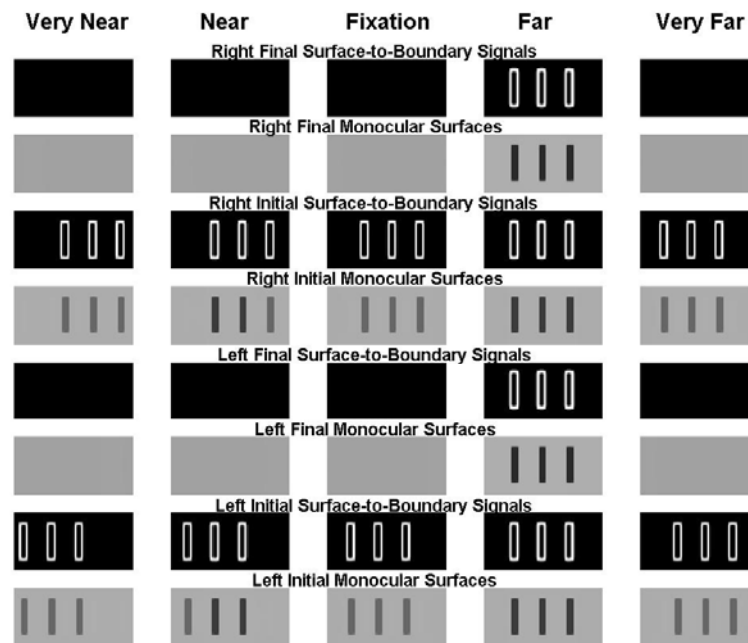 Very Near Near Fixation Far Very Far
Right Final Surface-to-Boundary Signals
Right Final Monocular Surfaces
Right Initial Surface-to-Boundary Signals
Right Initial Monocular Surfaces
Left Final Surface-to-Boundary Signals
Left Final Monocular Surfaces
Left Initial Surface-to-Boundary Signals
Left Initial Monocular Surfaces